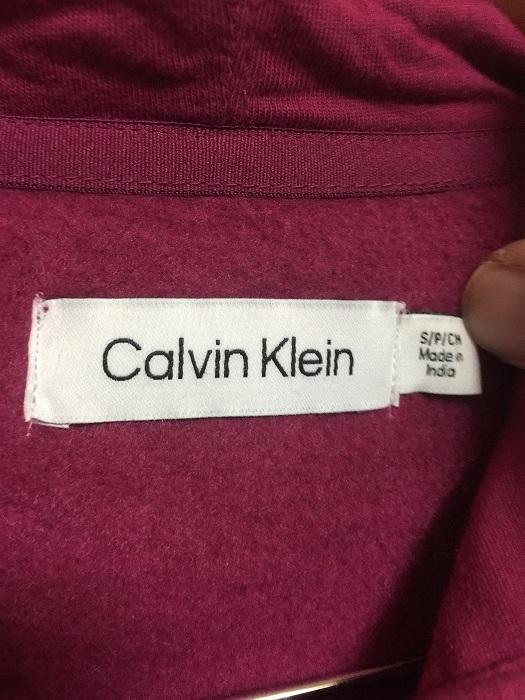 Calvin Klein
S/P/CH
Made in
India